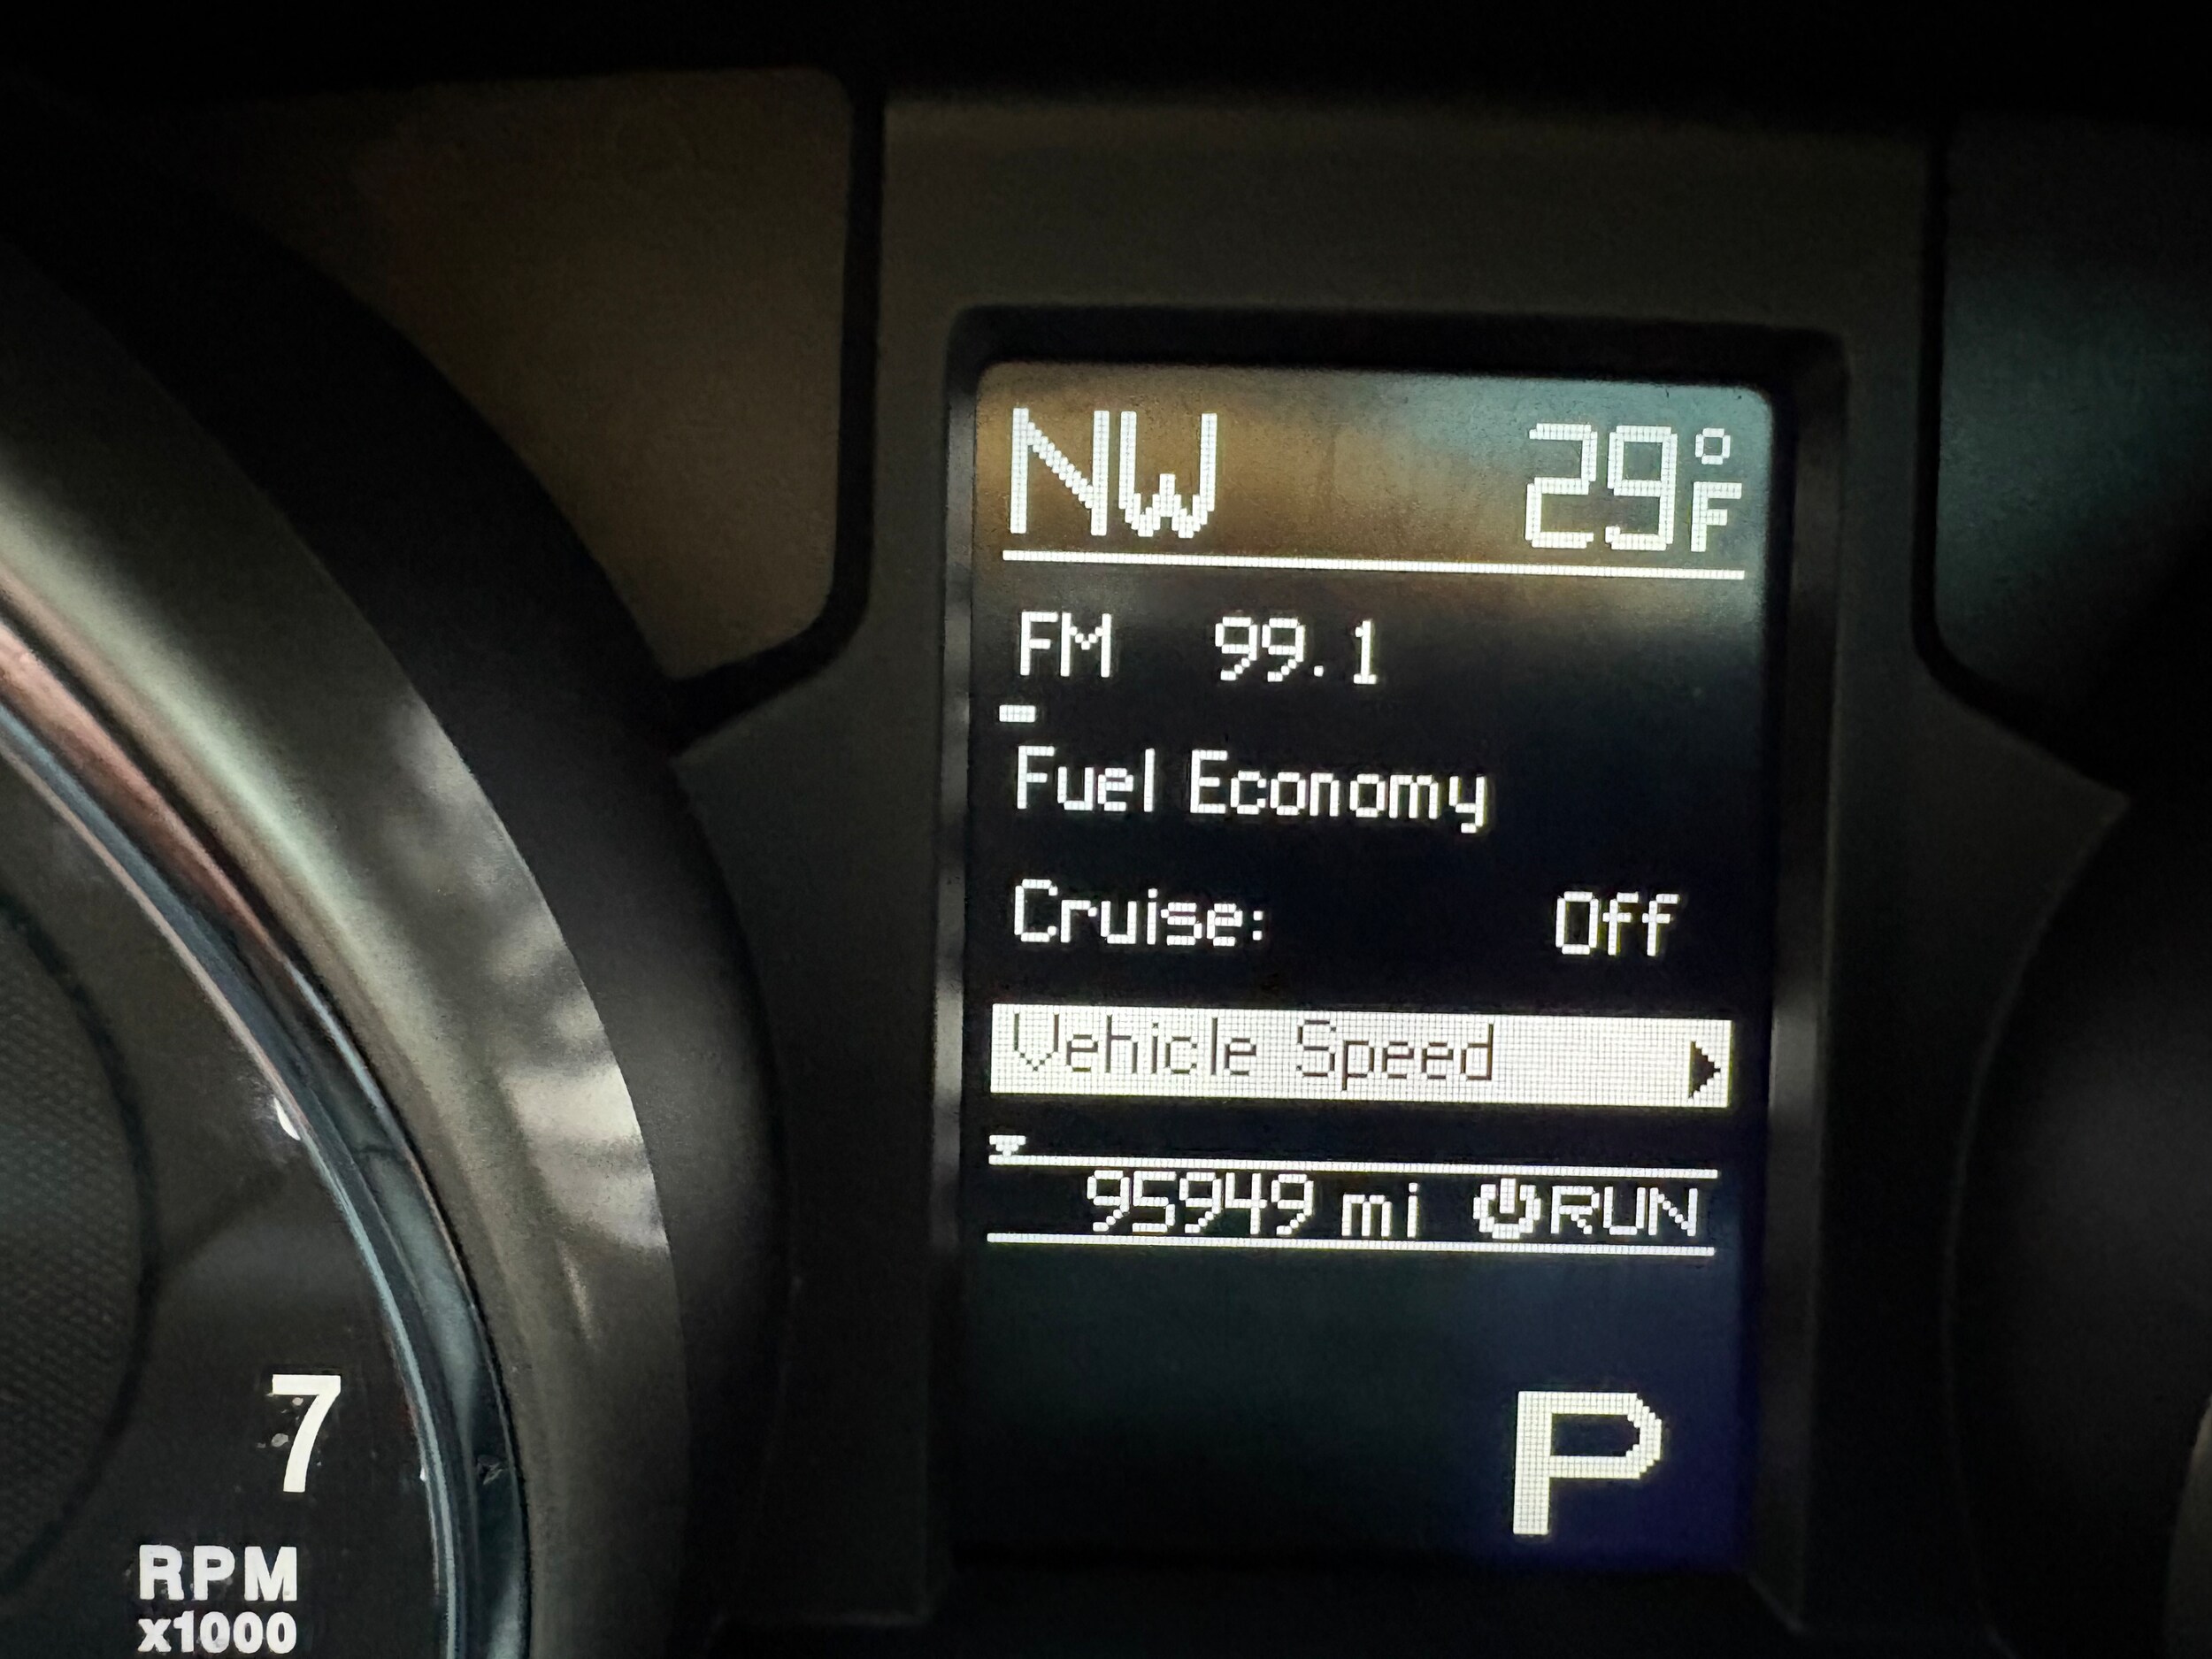 NW 29°F
FM 99.1
Fuel Economy
Cruise: Off
Vehicle Speed
95949 mi RUN
P
7
RPM
x1000